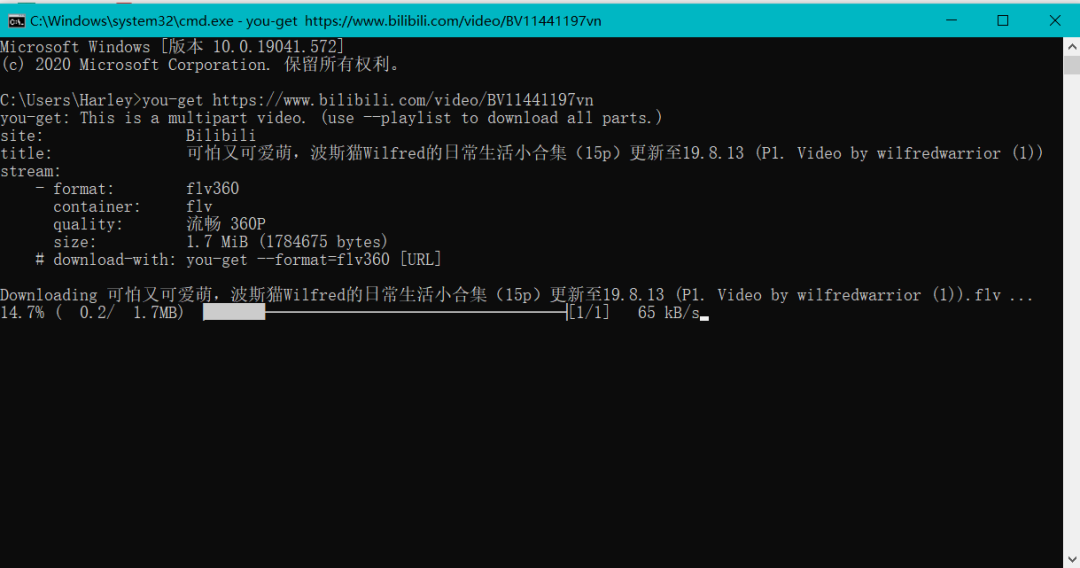 C:\Windows\system32\cmd.exe - you-get https://www.bilibili.com/video/BV11441197vn
Microsoft Windows [版本 10.0.19041.572]
(c) 2020 Microsoft Corporation. 保留所有权利。
C:\Users\Harley>you-get https://www.bilibili.com/video/BV11441197vn
you-get: This is a multipart video. (use --playlist to download all parts.)
site: Bilibili
title: 可怕又可爱萌，波斯猫Wilfred的日常生活小合集（15p）更新至19.8.13 (P1. Video by wilfredwarrior (1))
stream:
- format: flv360
container: flv
quality: 流畅 360P
size: 1.7 MiB (1784675 bytes)
# download-with: you-get --format=flv360 [URL]
Downloading 可怕又可爱萌，波斯猫Wilfred的日常生活小合集（15p）更新至19.8.13 (P1. Video by wilfredwarrior (1)).flv ...
14.7% ( 0.2/ 1.7MB) [1/1] 65 kB/s